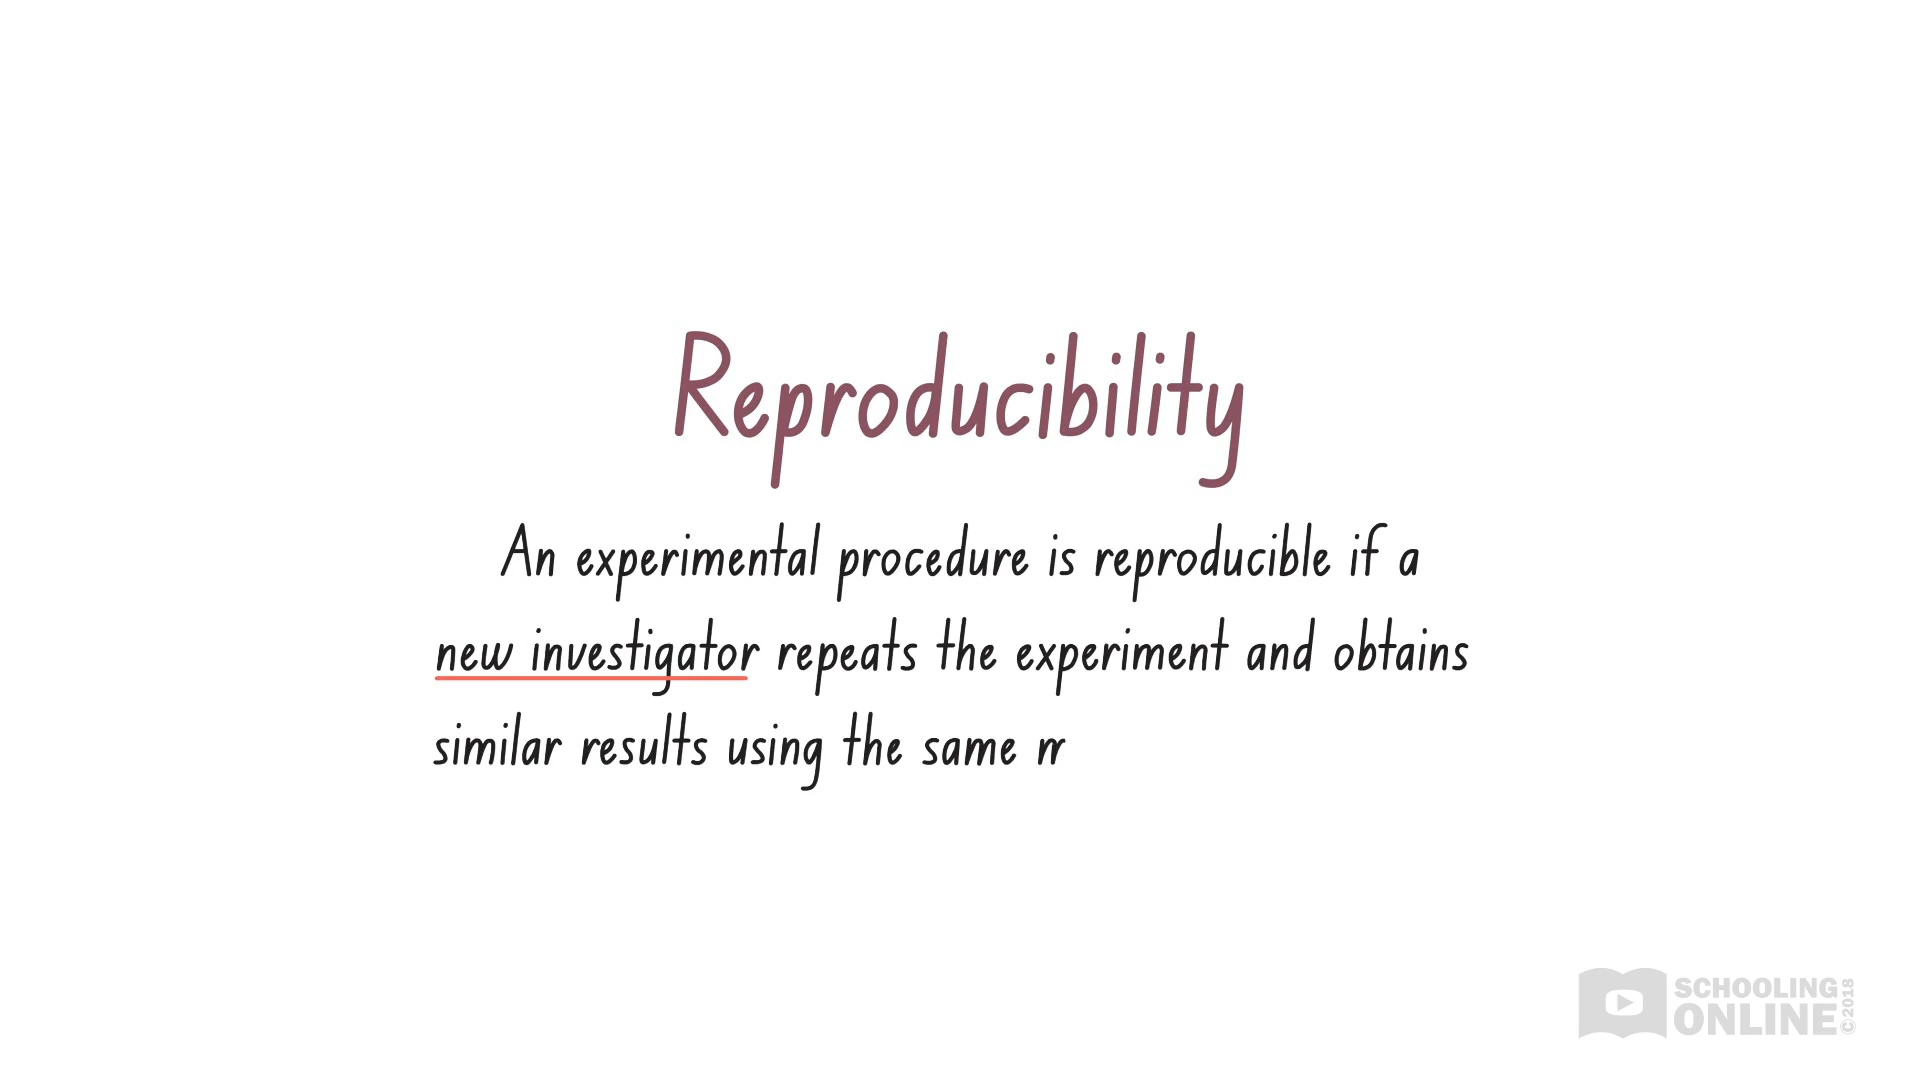 Reproducibility
An experimental procedure is reproducible if a
new investigator repeats the experiment and obtains
similar results using the same
SCHOOLING
ONLINE
©2018